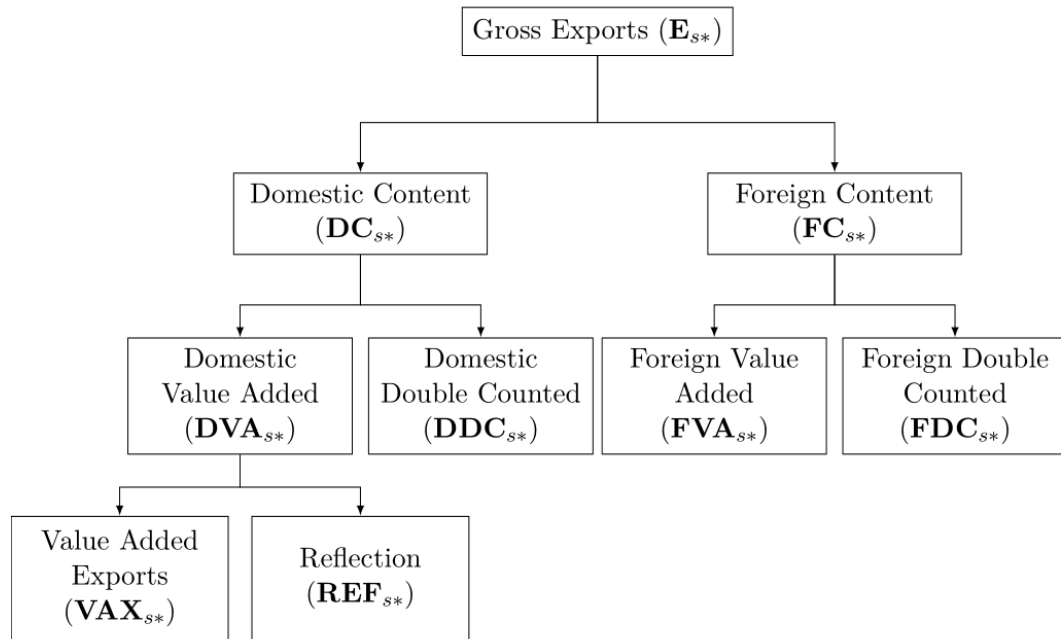 Gross Exports (E_{s*})
Domestic Content
(DC_{s*})
Foreign Content
(FC_{s*})
Domestic
Value Added
(DVA_{s*})
Domestic
Double Counted
(DDC_{s*})
Foreign Value
Added
(FVA_{s*})
Foreign Double
Counted
(FDC_{s*})
Value Added
Exports
(VAX_{s*})
Reflection
(REF_{s*})